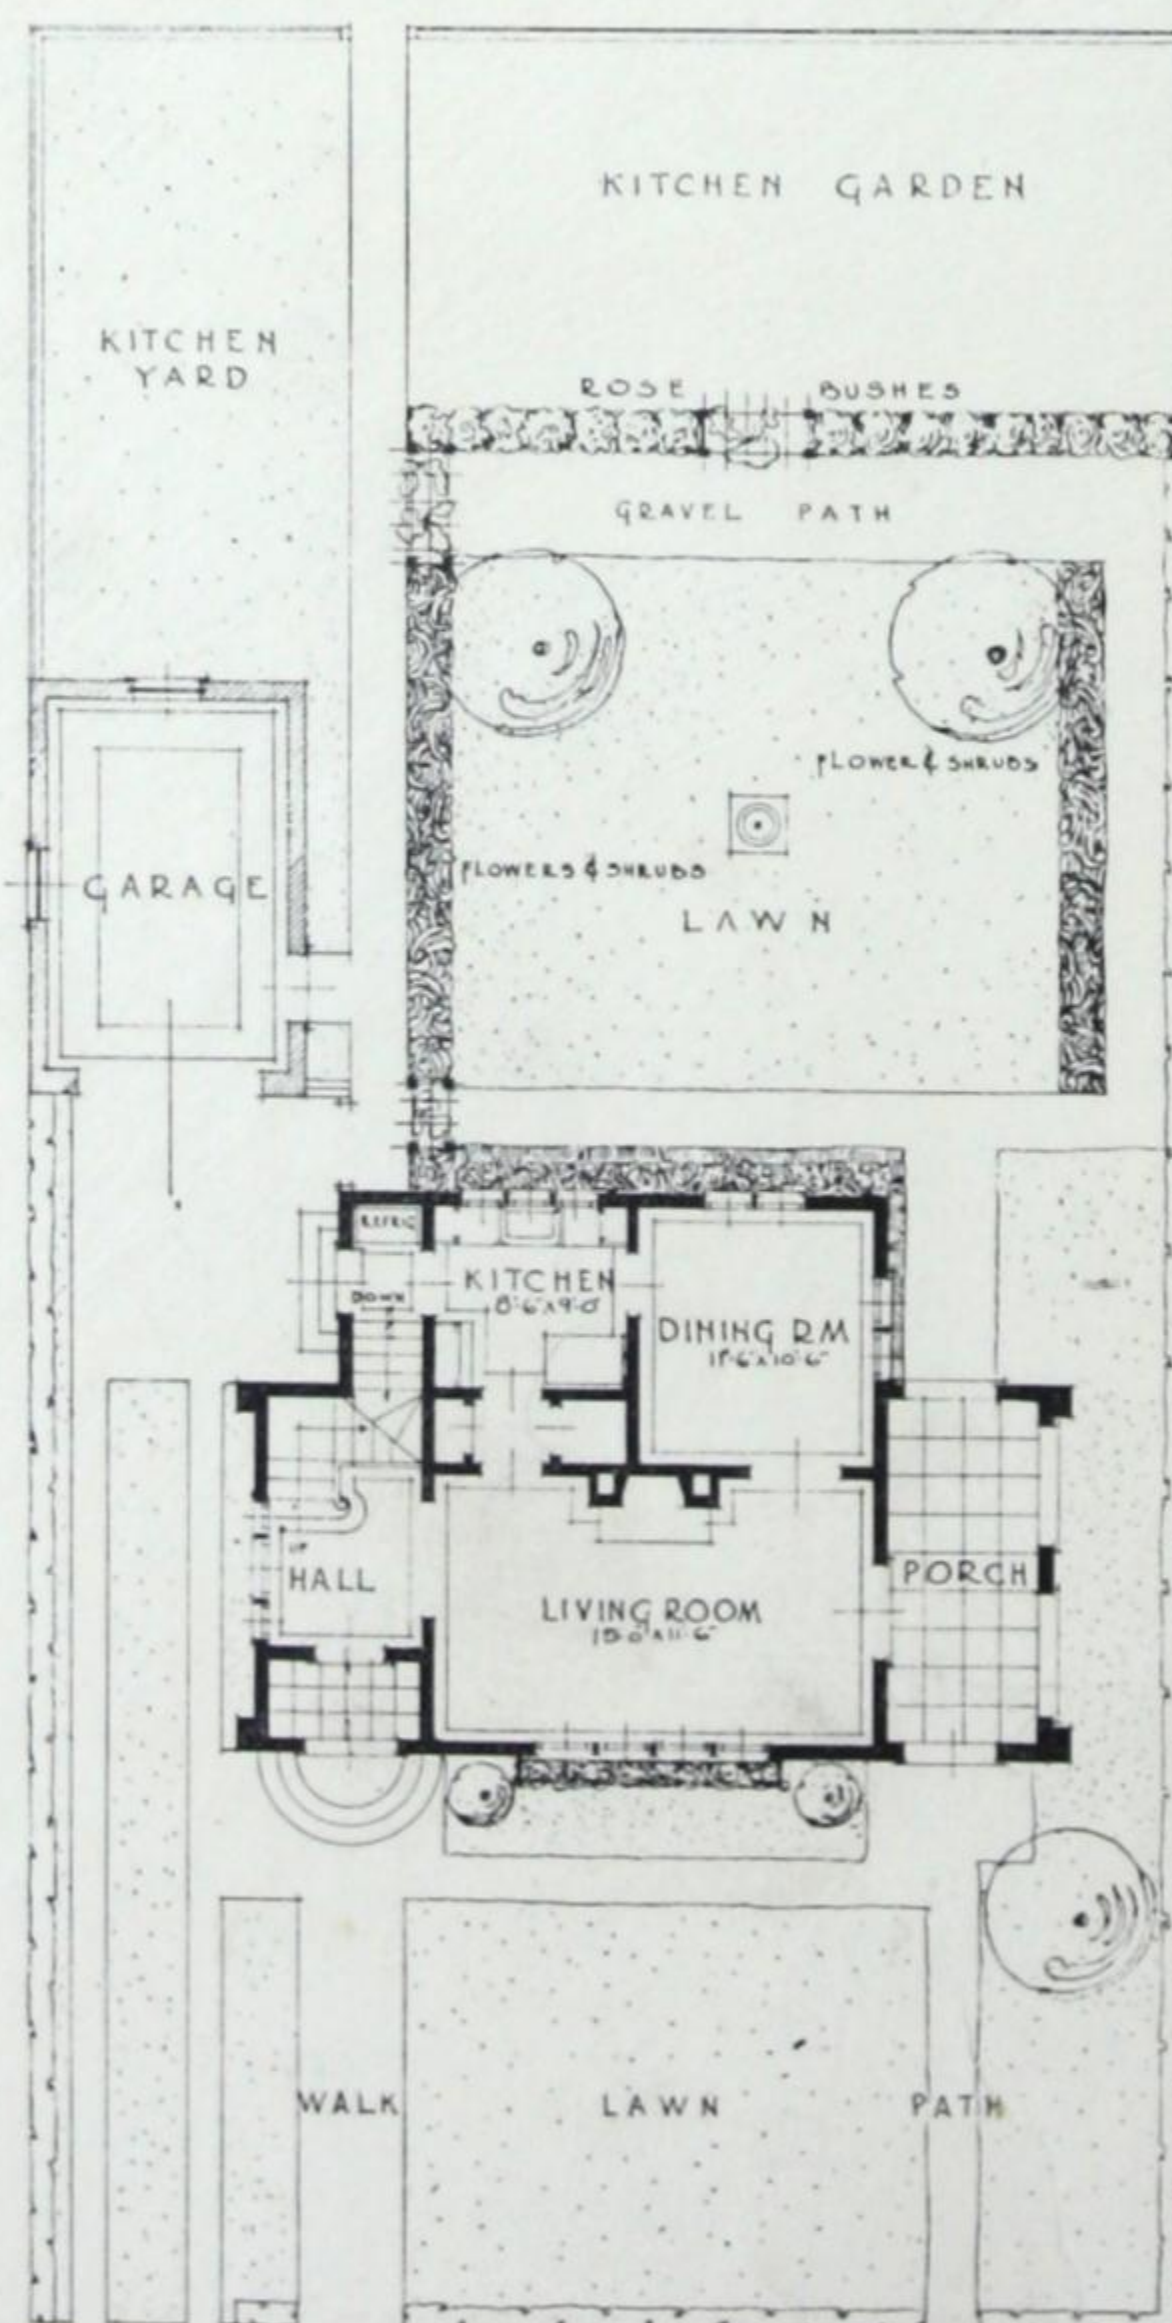 KITCHEN GARDEN
KITCHEN
YARD
ROSE BUSHES
GRAVEL PATH
FLOWER & SHRUBS
GARAGE
FLOWERS & SHRUBS
LAWN
REFRIG
KITCHEN
8'-6"x9'-0"
DOWN
DINING RM
11'-6"x10'-6"
PORCH
UP
HALL
LIVING ROOM
WALK LAWN PATH